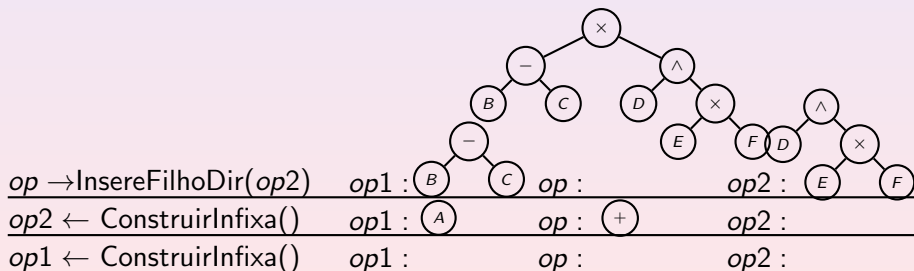 ×
− ∧
B C D ×
E F
∧
D ×
E F
−
B C
op →InsereFilhoDir(op2) op1 : op : op2 :
op2 ← ConstruirInfixa() op1 : A op : + op2 :
op1 ← ConstruirInfixa() op1 : op : op2 :